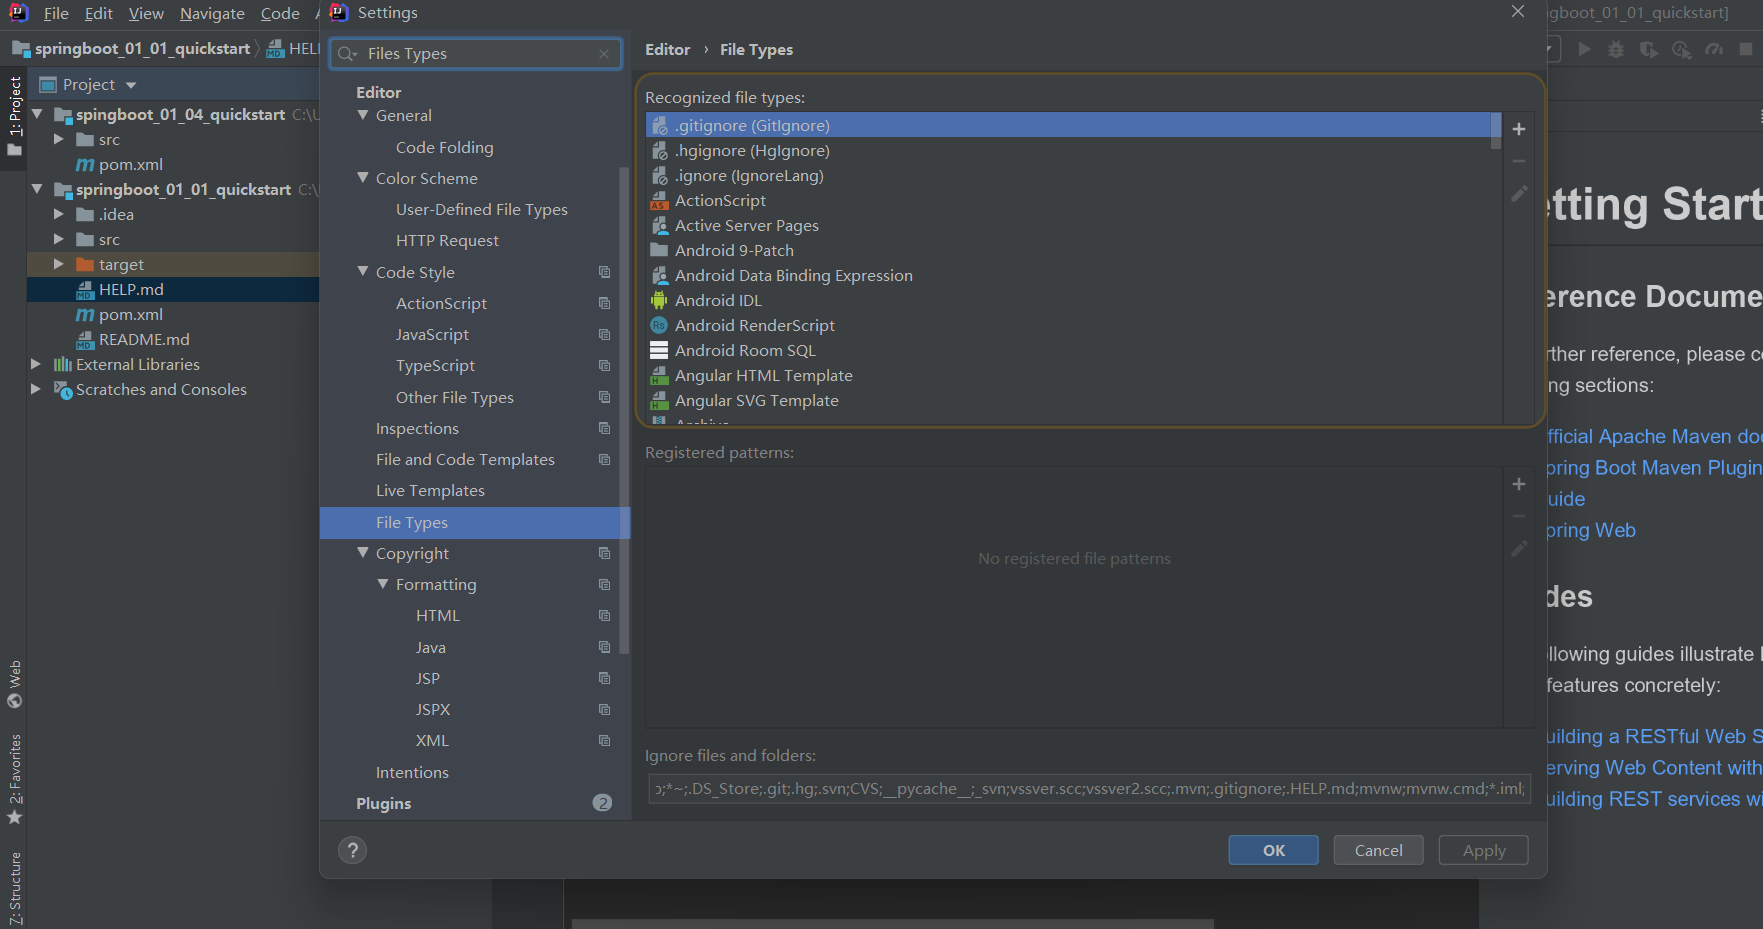 File Edit View Navigate Code
Settings
gboot_01_01_quickstart]
springboot_01_01_quickstart
HEL
Files Types
Editor › File Types
1: Project
Project
spingboot_01_04_quickstart C:\U
src
pom.xml
springboot_01_01_quickstart C:\
.idea
src
target
HELP.md
pom.xml
README.md
External Libraries
Scratches and Consoles
Web
2: Favorites
7: Structure
Editor
General
Code Folding
Color Scheme
User-Defined File Types
HTTP Request
Code Style
ActionScript
JavaScript
TypeScript
Other File Types
Inspections
File and Code Templates
Live Templates
File Types
Copyright
Formatting
HTML
Java
JSP
JSPX
XML
Intentions
Plugins 2
Recognized file types:
.gitignore (GitIgnore)
.hgignore (HgIgnore)
.ignore (IgnoreLang)
ActionScript
Active Server Pages
Android 9-Patch
Android Data Binding Expression
Android IDL
Android RenderScript
Android Room SQL
Angular HTML Template
Angular SVG Template
Archive
Registered patterns:
No registered file patterns
Ignore files and folders:
;*~;.DS_Store;.git;.hg;.svn;CVS;__pycache__;_svn;vssver.scc;vssver2.scc;.mvn;.gitignore;.HELP.md;mvnw;mvnw.cmd;*.iml;
?
OK Cancel Apply
etting Start
erence Docume
rther reference, please co
ng sections:
fficial Apache Maven doc
pring Boot Maven Plugin
uide
pring Web
des
llowing guides illustrate
features concretely:
uilding a RESTful Web S
erving Web Content with
uilding REST services wi